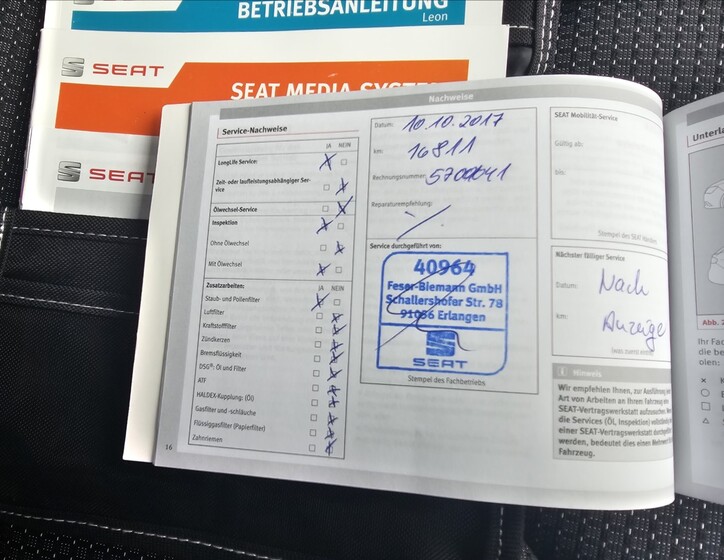 BETRIEBSANLEITUNG
Leon
SEAT
SEAT MEDIA SYSTEM
SEAT
Nachweise
Service-Nachweise
JA NEIN
LongLife Service:
Zeit- oder laufleistungsabhängiger Ser-
vice
Ölwechsel-Service
Inspektion
Ohne Ölwechsel
Mit Ölwechsel
Zusatzarbeiten: JA NEIN
Staub- und Pollenfilter
Luftfilter
Kraftstofffilter
Zündkerzen
Bremsflüssigkeit
DSG®: Öl und Filter
ATF
HALDEX-Kupplung: (Öl)
Gasfilter und -schläuche
Flüssiggasfilter (Papierfilter)
Zahnriemen
16
Datum: 10.10.2017
km: 16811
Rechnungsnummer:
Reparaturempfehlung:
Service durchgeführt von:
40964
Feser-Biemann GmbH
Schallershofer Str. 78
91056 Erlangen
SEAT
Stempel des Fachbetriebs
SEAT Mobilität-Service
Gültig ab:
bis:
Stempel des SEAT
Nächster fälliger Service
Datum: Nach
km: Anzeige
Hinweis
Wir empfehlen Ihnen, zur Ausführung
Art von Arbeiten an Ihrem Fahrzeug
SEAT-Vertragswerkstatt
die Services (Öl, Inspektion)
einer SEAT-Vertragswerkstatt
werden, bedeutet dies einen
Fahrzeug.
Abb. 2
Ihr